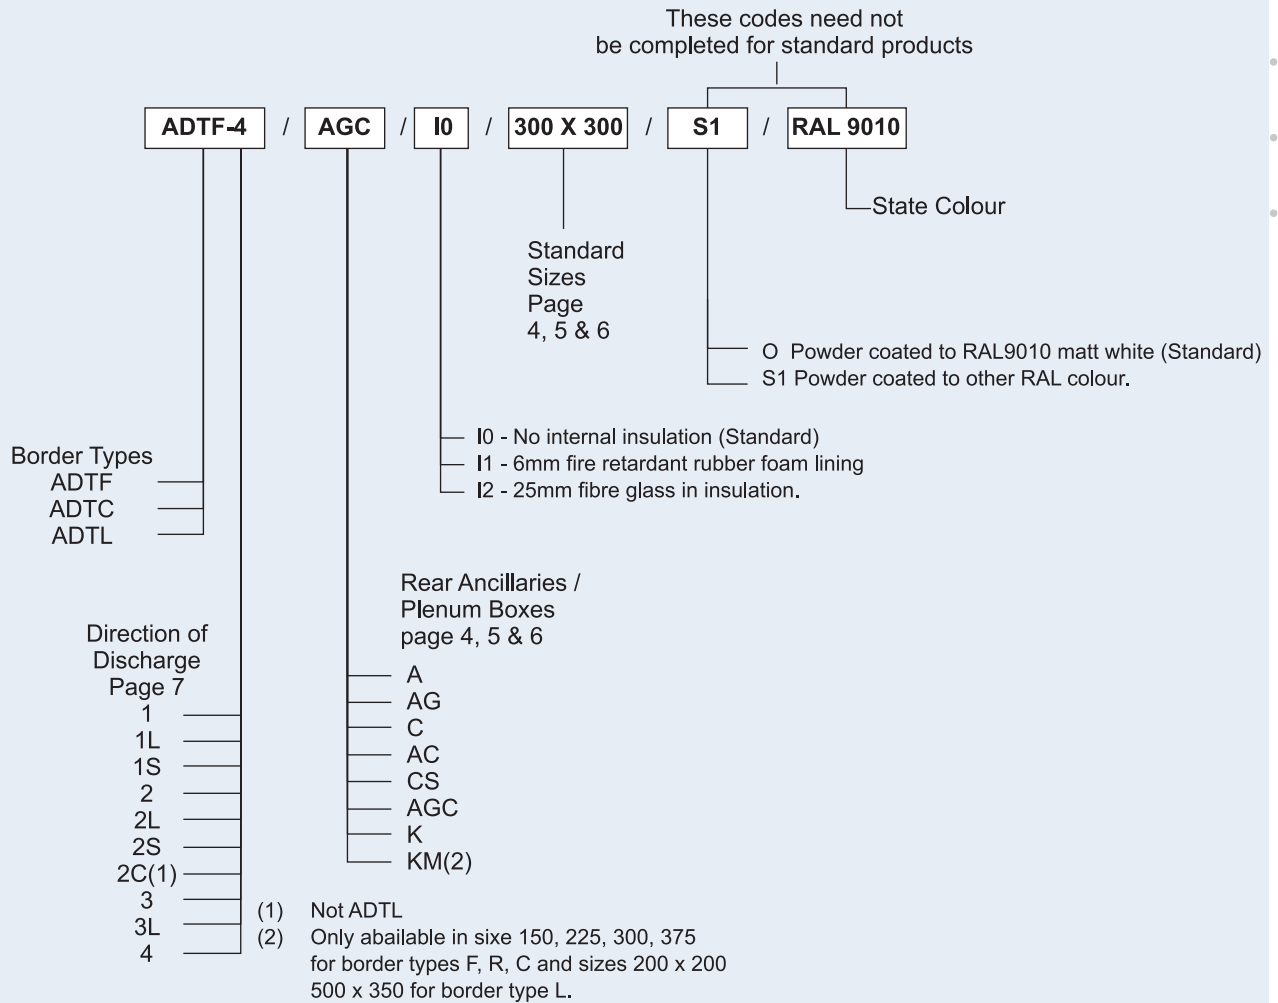 These codes need not
be completed for standard products
ADTF-4 / AGC / I0 / 300 X 300 / S1 / RAL 9010
State Colour
Standard
Sizes
Page
4, 5 & 6
O Powder coated to RAL9010 matt white (Standard)
S1 Powder coated to other RAL colour.
I0 - No internal insulation (Standard)
I1 - 6mm fire retardant rubber foam lining
I2 - 25mm fibre glass in insulation.
Border Types
ADTF
ADTC
ADTL
Rear Ancillaries /
Plenum Boxes
page 4, 5 & 6
A
AG
C
AC
CS
AGC
K
KM(2)
Direction of
Discharge
Page 7
1
1L
1S
2
2L
2S
2C(1)
3
3L
4
(1) Not ADTL
(2) Only abailable in sixe 150, 225, 300, 375
for border types F, R, C and sizes 200 x 200
500 x 350 for border type L.